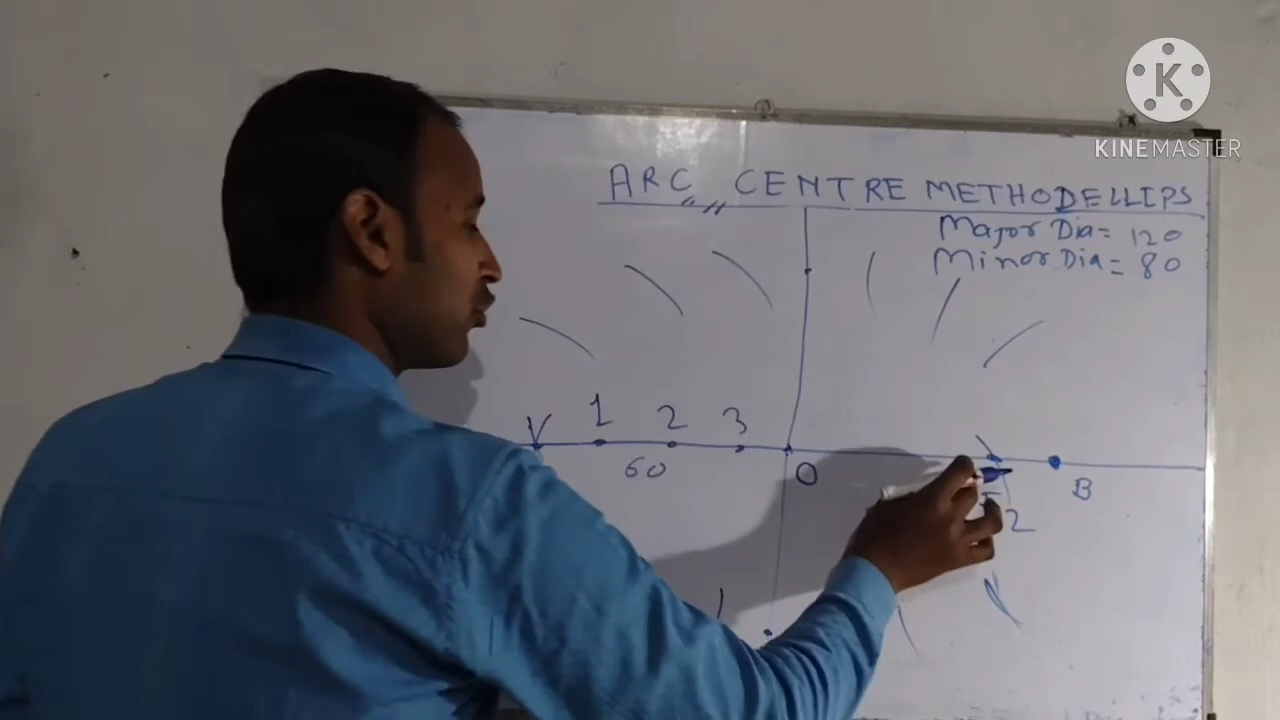 K
KINEMASTER
ARC CENTRE METHOD ELLIPS
Major Dia = 120
Minor Dia = 80
1 2 3
60 O
B
2